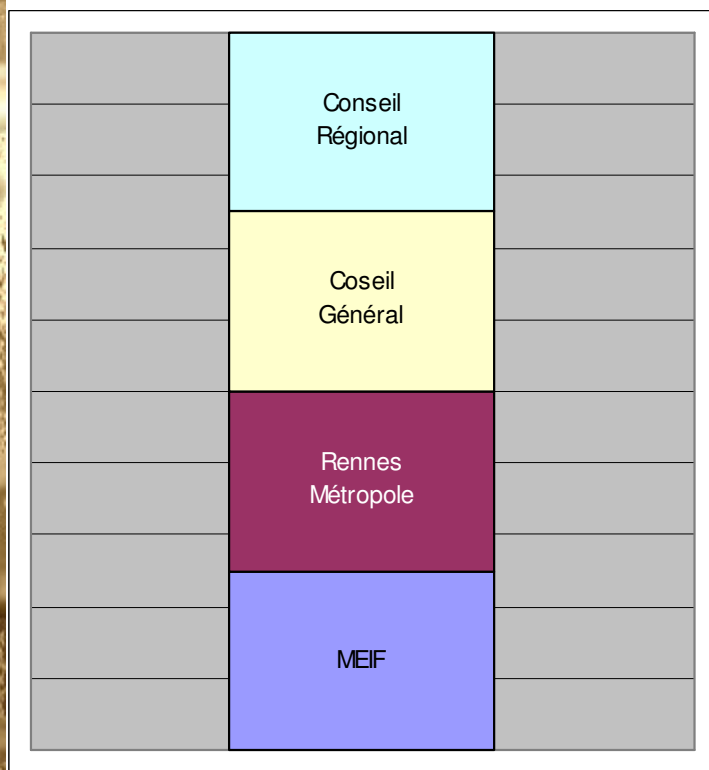 Conseil
Régional
Coseil
Général
Rennes
Métropole
MEIF